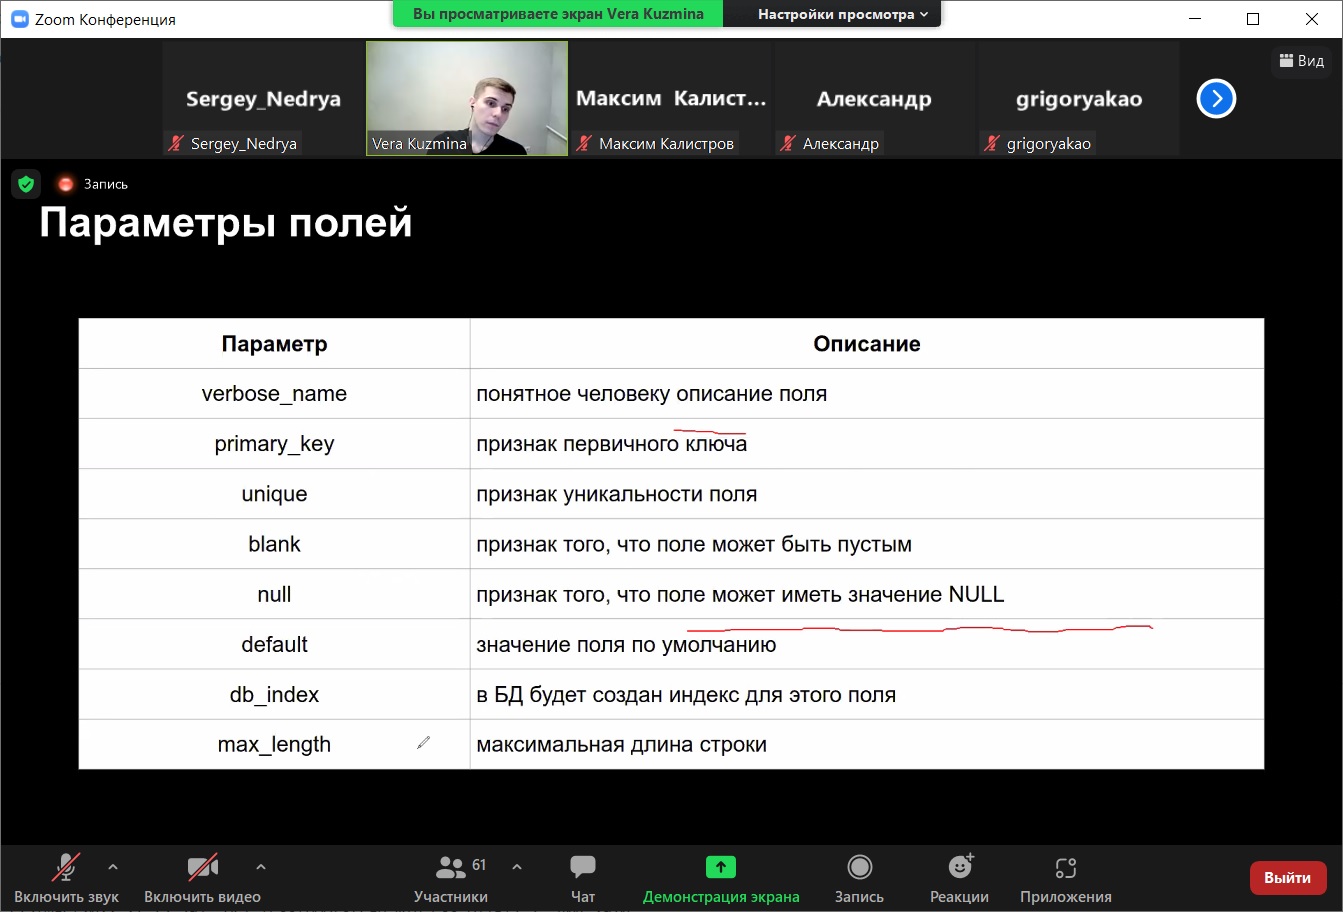 Zoom Конференция
Вы просматриваете экран Vera Kuzmina
Настройки просмотра
Вид
Sergey_Nedrya
Максим Калист...
Александр
grigoryakao
Sergey_Nedrya
Vera Kuzmina
Максим Калистров
Александр
grigoryakao
Запись
Параметры полей
Параметр Описание
verbose_name понятное человеку описание поля
primary_key признак первичного ключа
unique признак уникальности поля
blank признак того, что поле может быть пустым
null признак того, что поле может иметь значение NULL
default значение поля по умолчанию
db_index в БД будет создан индекс для этого поля
max_length максимальная длина строки
61
Включить звук
Включить видео
Участники
Чат
Демонстрация экрана
Запись
Реакции
Приложения
Выйти